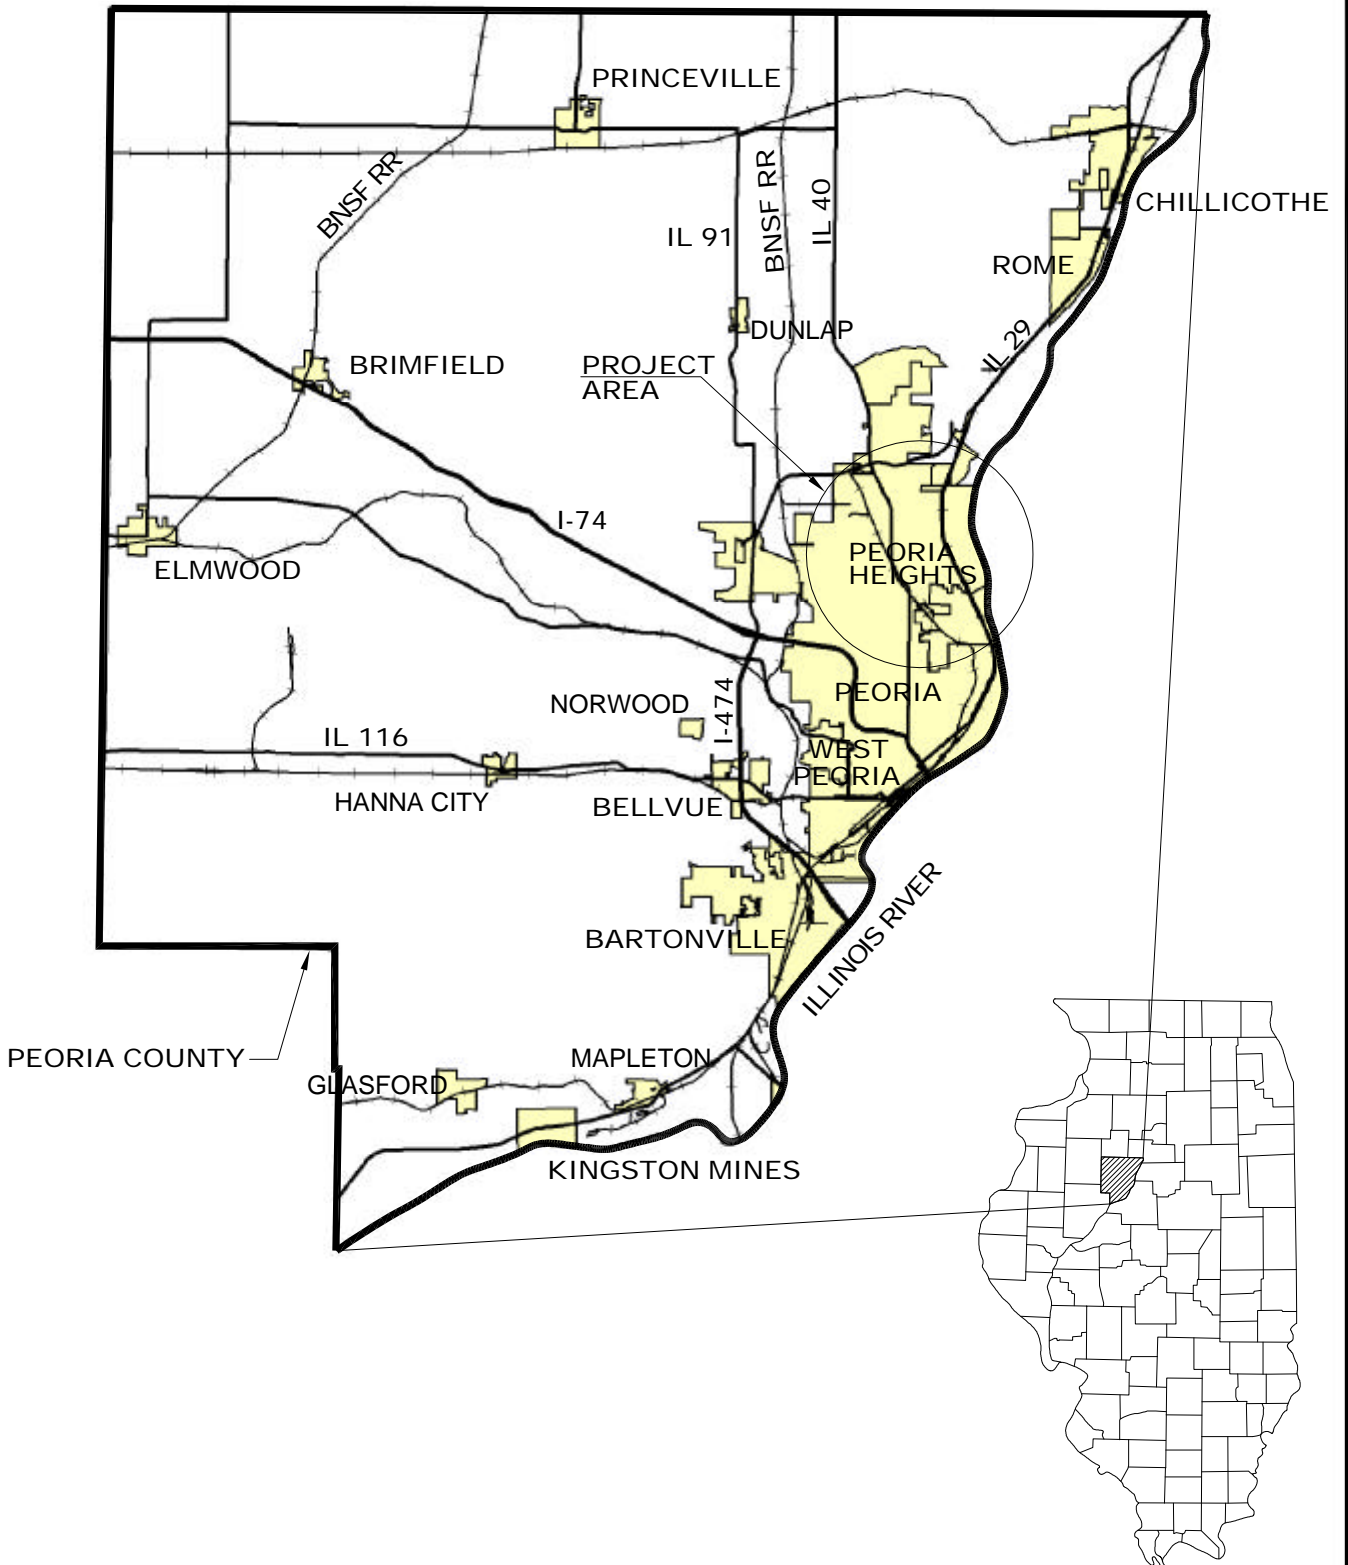 PRINCEVILLE
BNSF RR
BNSF RR
IL 40
CHILLICOTHE
IL 91
ROME
DUNLAP
IL 29
BRIMFIELD
PROJECT
AREA
I-74
PEORIA
HEIGHTS
ELMWOOD
I-474
PEORIA
NORWOOD
IL 116
WEST
PEORIA
HANNA CITY
BELLVUE
ILLINOIS RIVER
BARTONVILLE
PEORIA COUNTY
MAPLETON
GLASFORD
KINGSTON MINES